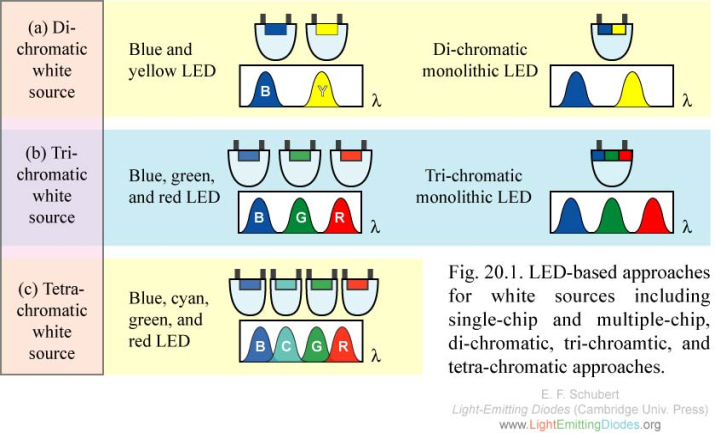 (a) Di-
chromatic
white
source
Blue and
yellow LED
B Y λ
Di-chromatic
monolithic LED
λ
(b) Tri-
chromatic
white
source
Blue, green,
and red LED
B G R λ
Tri-chromatic
monolithic LED
λ
(c) Tetra-
chromatic
white
source
Blue, cyan,
green, and
red LED
B C G R λ
Fig. 20.1. LED-based approaches
for white sources including
single-chip and multiple-chip,
di-chromatic, tri-chroamtic, and
tetra-chromatic approaches.
E. F. Schubert
Light-Emitting Diodes (Cambridge Univ. Press)
www.LightEmittingDiodes.org